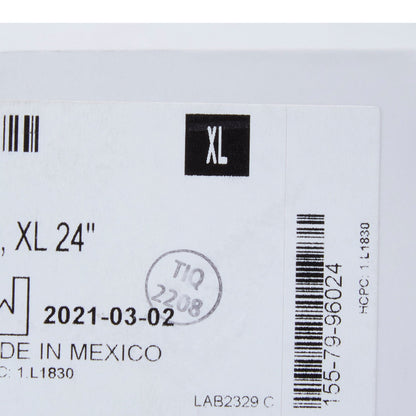 XL
, XL 24"
TIQ
2208
2021-03-02
DE IN MEXICO
C: 1.L1830
LAB2329 C
155-79-96024
HCPC: 1 L1830